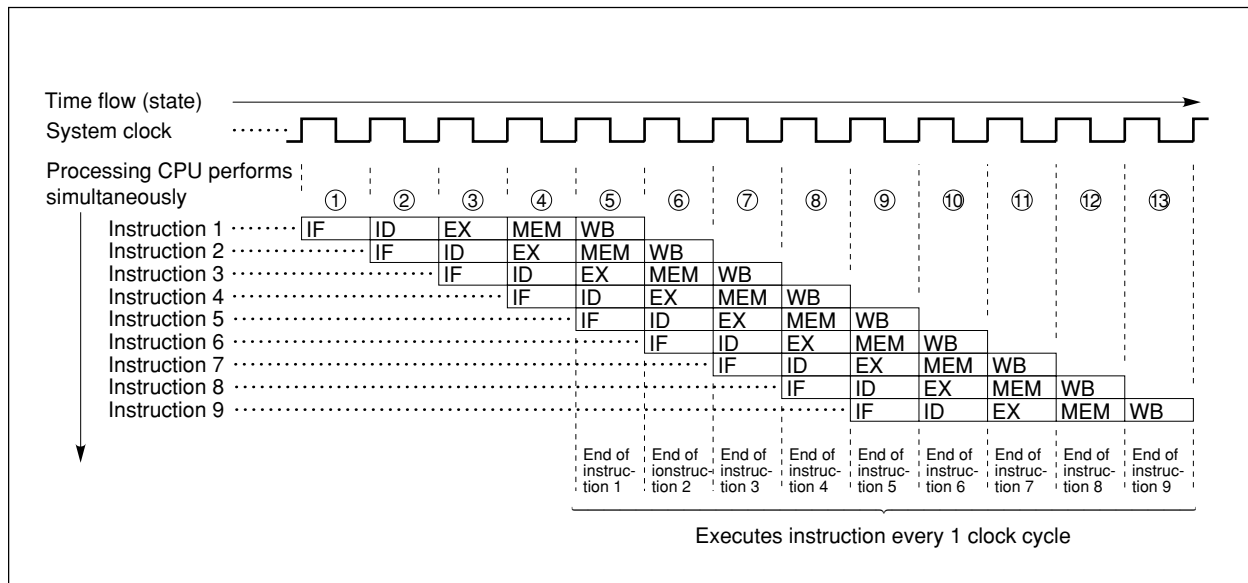 Time flow (state)
System clock
Processing CPU performs
simultaneously
① ② ③ ④ ⑤ ⑥ ⑦ ⑧ ⑨ ⑩ ⑪ ⑫ ⑬
Instruction 1 IF ID EX MEM WB
Instruction 2 IF ID EX MEM WB
Instruction 3 IF ID EX MEM WB
Instruction 4 IF ID EX MEM WB
Instruction 5 IF ID EX MEM WB
Instruction 6 IF ID EX MEM WB
Instruction 7 IF ID EX MEM WB
Instruction 8 IF ID EX MEM WB
Instruction 9 IF ID EX MEM WB
End of End of End of End of End of End of End of End of End of
instruc- ionstruc- instruc- instruc- instruc- instruc- instruc- instruc- instruc-
tion 1 tion 2 tion 3 tion 4 tion 5 tion 6 tion 7 tion 8 tion 9
Executes instruction every 1 clock cycle